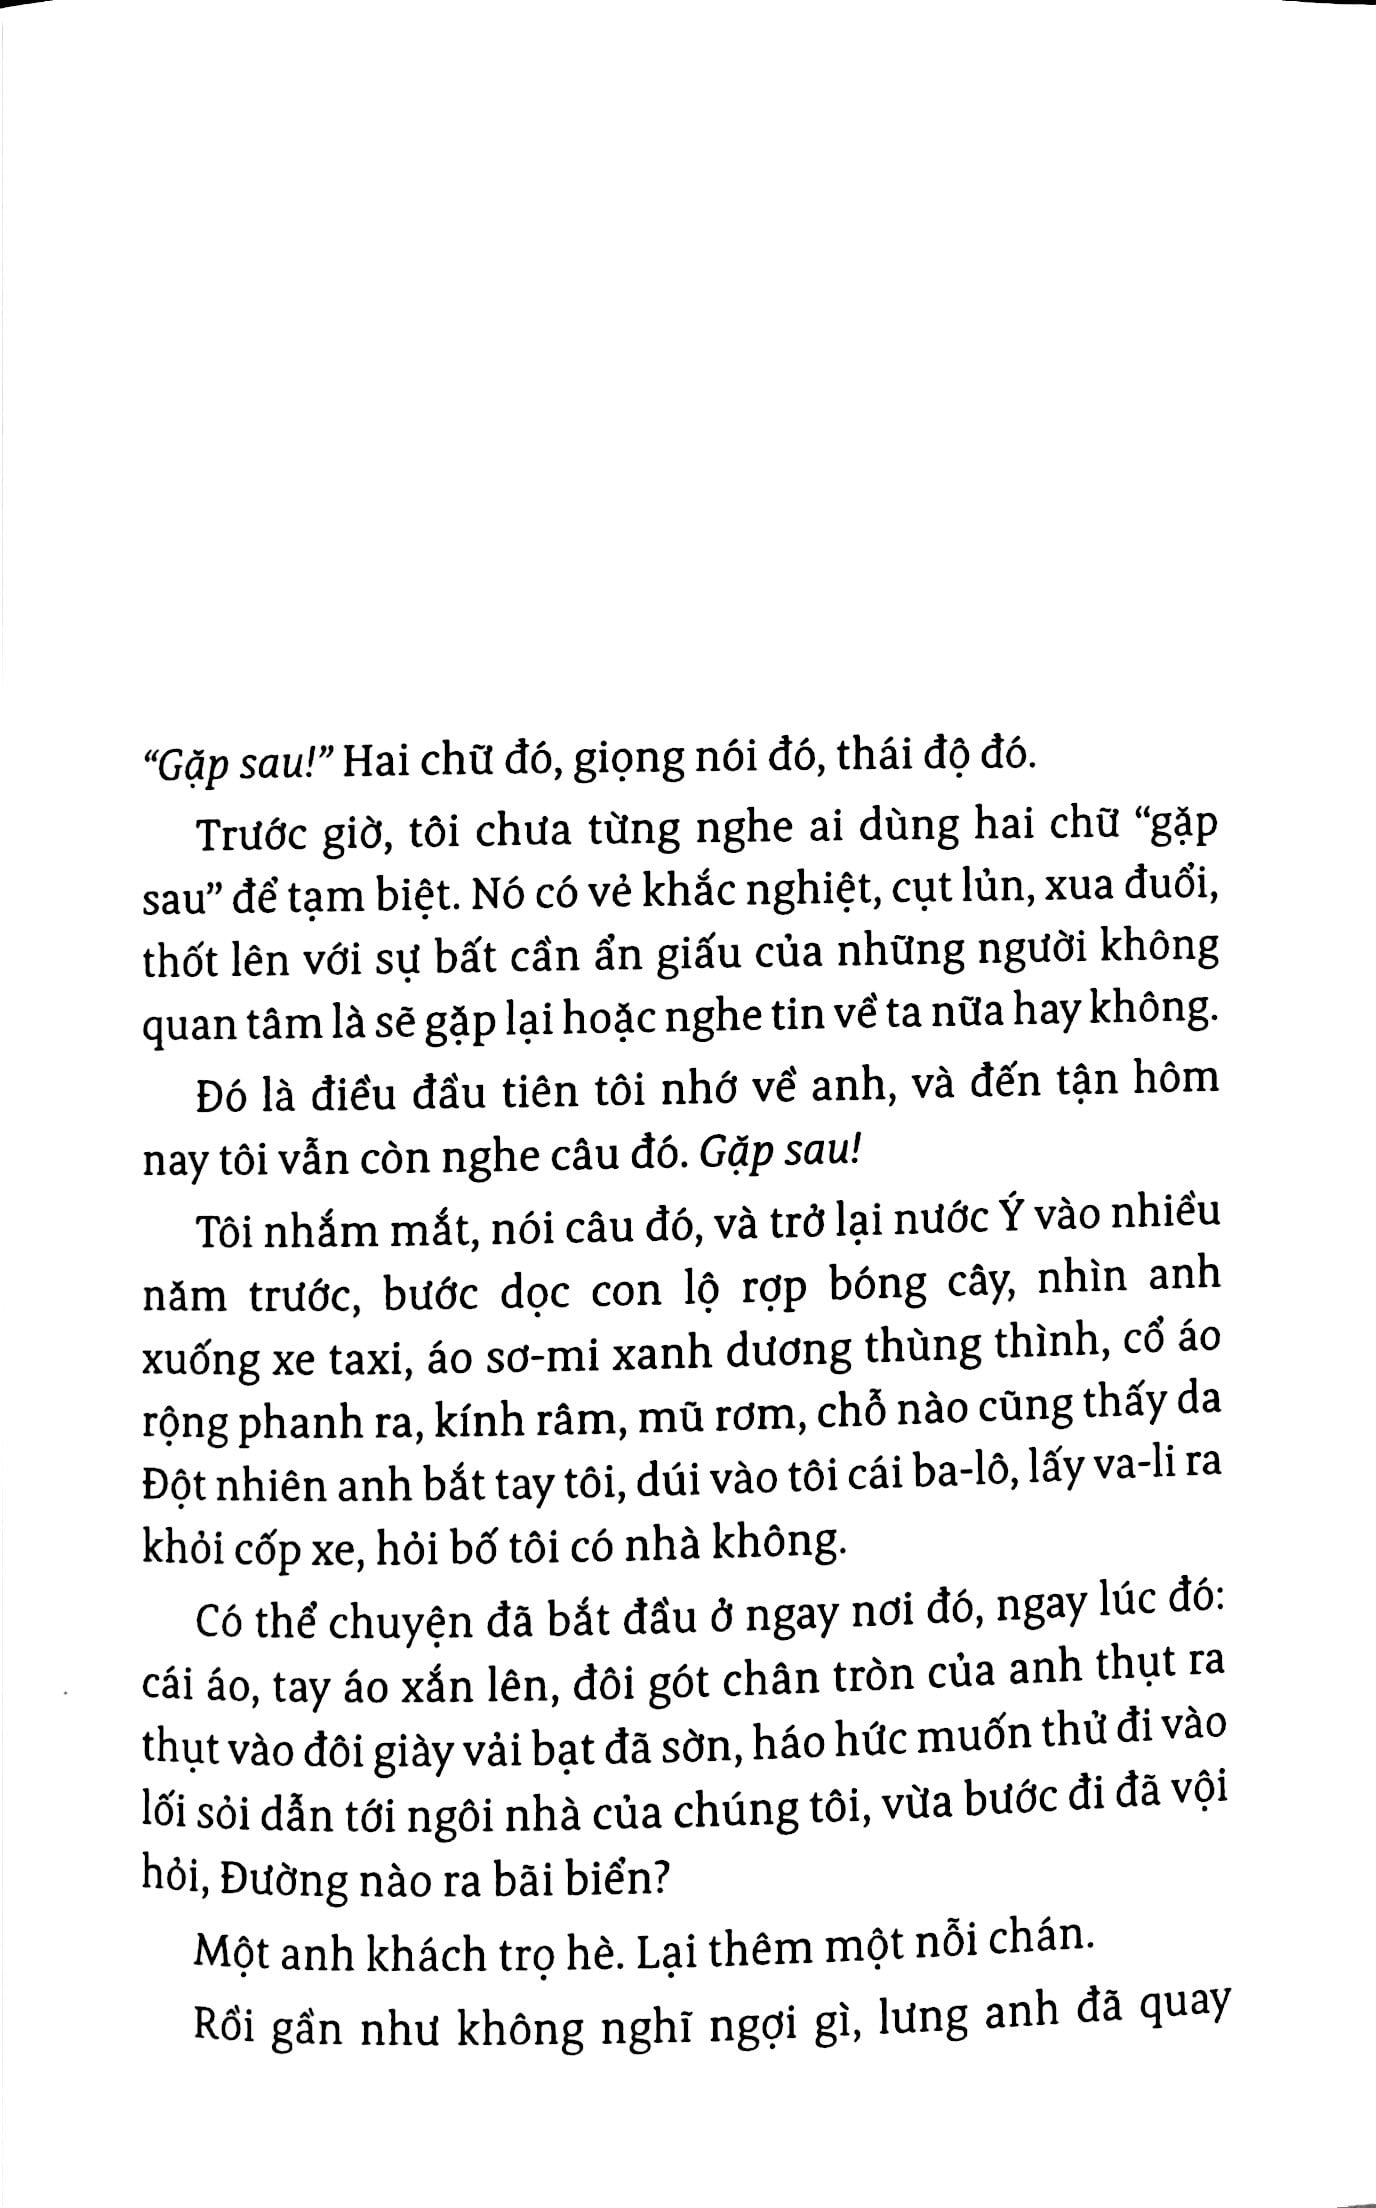 “Gặp sau!” Hai chữ đó, giọng nói đó, thái độ đó.
Trước giờ, tôi chưa từng nghe ai dùng hai chữ “gặp
sau” để tạm biệt. Nó có vẻ khắc nghiệt, cụt lủn, xua đuổi,
thốt lên với sự bất cần ẩn giấu của những người không
quan tâm là sẽ gặp lại hoặc nghe tin về ta nữa hay không.
Đó là điều đầu tiên tôi nhớ về anh, và đến tận hôm
nay tôi vẫn còn nghe câu đó. Gặp sau!
Tôi nhắm mắt, nói câu đó, và trở lại nước Ý vào nhiều
năm trước, bước dọc con lộ rợp bóng cây, nhìn anh
xuống xe taxi, áo sơ-mi xanh dương thùng thình, cổ áo
rộng phanh ra, kính râm, mũ rơm, chỗ nào cũng thấy da
Đột nhiên anh bắt tay tôi, dúi vào tôi cái ba-lô, lấy va-li ra
khỏi cốp xe, hỏi bố tôi có nhà không.
Có thể chuyện đã bắt đầu ở ngay nơi đó, ngay lúc đó:
cái áo, tay áo xắn lên, đôi gót chân tròn của anh thụt ra
thụt vào đôi giày vải bạt đã sờn, háo hức muốn thử đi vào
lối sỏi dẫn tới ngôi nhà của chúng tôi, vừa bước đi đã vội
hỏi, Đường nào ra bãi biển?
Một anh khách trọ hè. Lại thêm một nỗi chán.
Rồi gần như không nghĩ ngợi gì, lưng anh đã quay